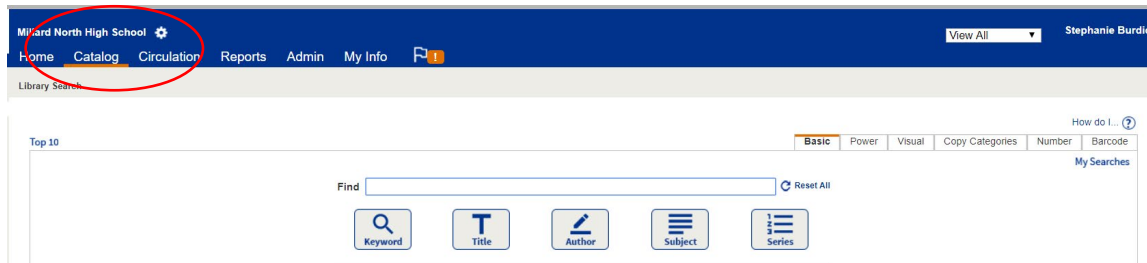 Millard North High School
View All
Stephanie Burdi
Home Catalog Circulation Reports Admin My Info !
Library Search
How do I... ?
Top 10
Basic Power Visual Copy Categories Number Barcode
My Searches
Find Reset All
Keyword Title Author Subject Series